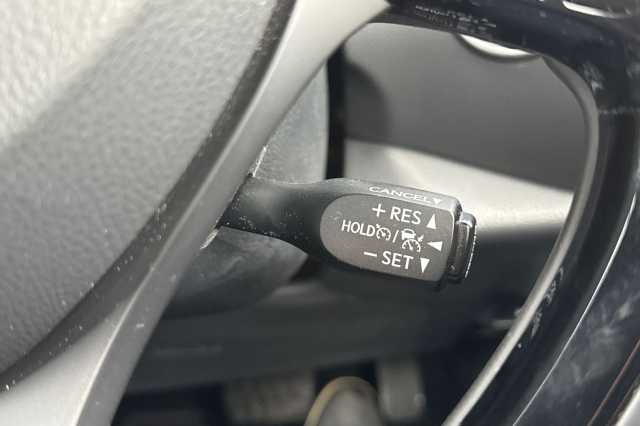 CANCEL
+ RES
HOLD /
- SET